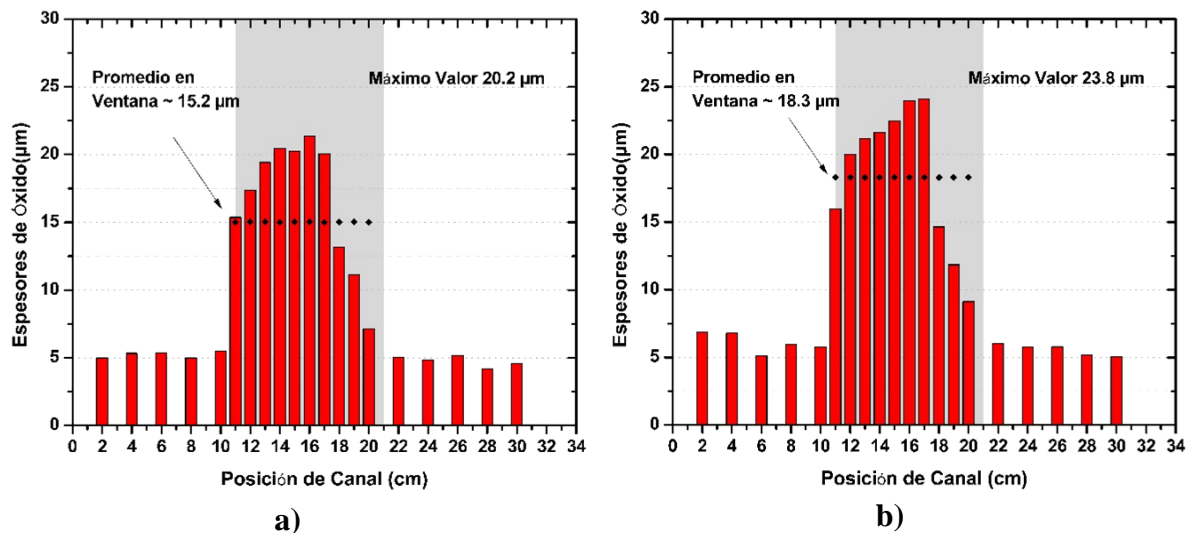 30
25
20
15
10
5
0
Espesores de Óxido(µm)
Promedio en
Ventana ~ 15.2 µm
Máximo Valor 20.2 µm
0 2 4 6 8 10 12 14 16 18 20 22 24 26 28 30 32 34
Posición de Canal (cm)
a)
30
25
20
15
10
5
0
Espesores de Óxido(µm)
Promedio en
Ventana ~ 18.3 µm
Máximo Valor 23.8 µm
0 2 4 6 8 10 12 14 16 18 20 22 24 26 28 30 32 34
Posición de Canal (cm)
b)